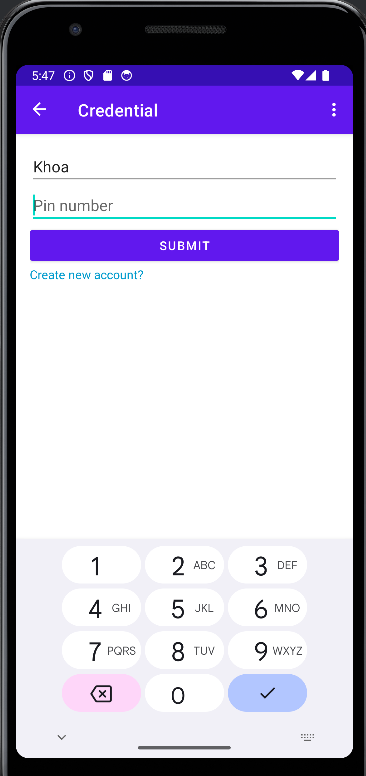 5:47
Credential
Khoa
Pin number
SUBMIT
Create new account?
1
2 ABC
3 DEF
4 GHI
5 JKL
6 MNO
7 PQRS
8 TUV
9 WXYZ
0